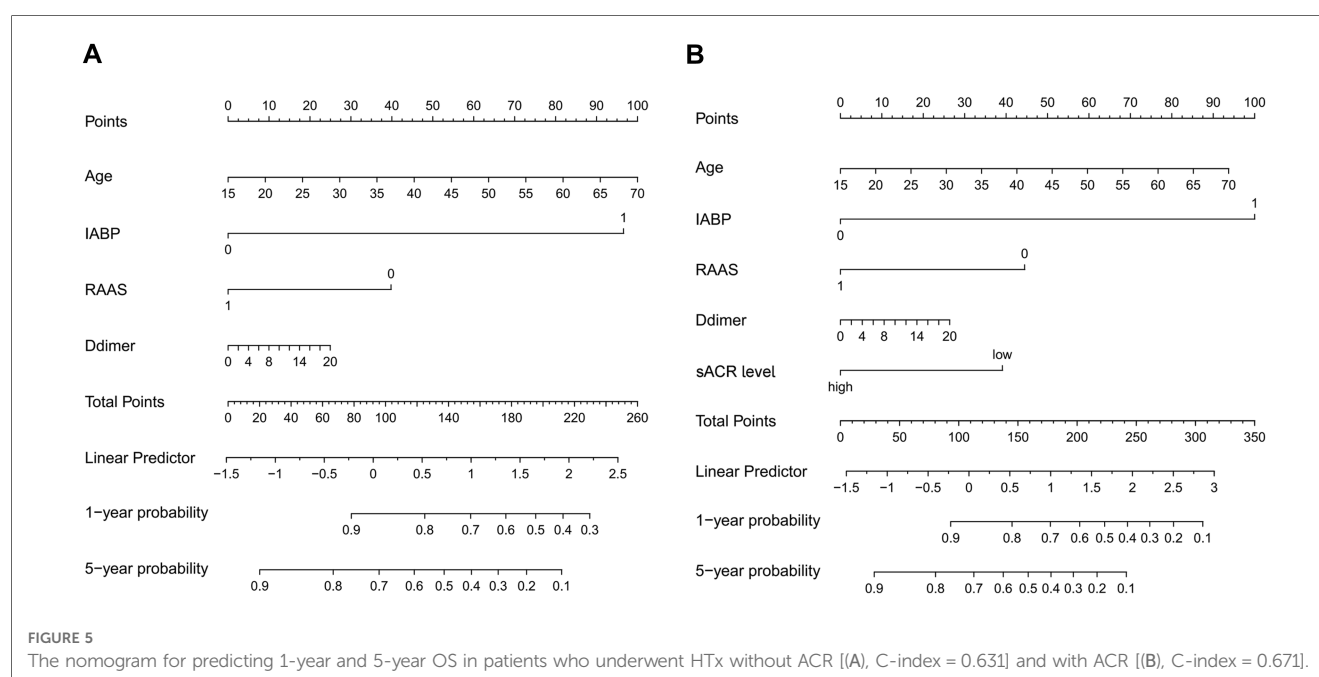 A
Points
0 10 20 30 40 50 60 70 80 90 100
Age
15 20 25 30 35 40 45 50 55 60 65 70
IABP
1
0
RAAS
0
1
Ddimer
0 4 8 14 20
Total Points
0 20 40 60 80 100 140 180 220 260
Linear Predictor
−1.5 −1 −0.5 0 0.5 1 1.5 2 2.5
1−year probability
0.9 0.8 0.7 0.6 0.5 0.4 0.3
5−year probability
0.9 0.8 0.7 0.6 0.5 0.4 0.3 0.2 0.1
B
Points
0 10 20 30 40 50 60 70 80 90 100
Age
15 20 25 30 35 40 45 50 55 60 65 70
IABP
1
0
RAAS
0
1
Ddimer
0 4 8 14 20
sACR level
low
high
Total Points
0 50 100 150 200 250 300 350
Linear Predictor
−1.5 −1 −0.5 0 0.5 1 1.5 2 2.5 3
1−year probability
0.9 0.8 0.7 0.6 0.5 0.4 0.3 0.2 0.1
5−year probability
0.9 0.8 0.7 0.6 0.5 0.4 0.3 0.2 0.1
FIGURE 5
The nomogram for predicting 1-year and 5-year OS in patients who underwent HTx without ACR [(A), C-index = 0.631] and with ACR [(B), C-index = 0.671].